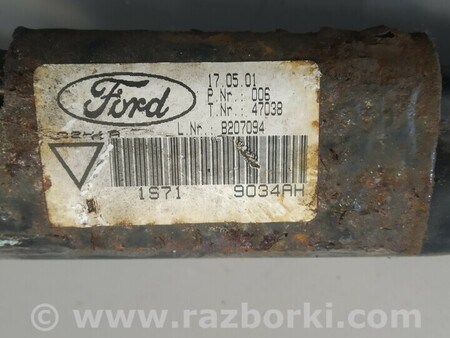 Ford
17.05.01
P.Nr.: 006
T.Nr.: 47038
L.Nr.: B207094
1S71 9034AH
© www.razborki.com